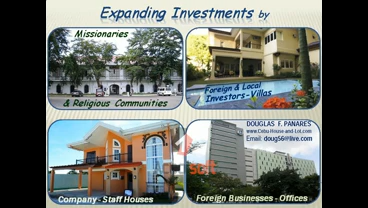 Expanding Investments by
Missionaries
& Religious Communities
Foreign & Local
Investors - Villas
Company - Staff Houses
DOUGLAS F. PANARES
www.Cebu-House-and-Lot.com
Email: doug56@live.com
Foreign Businesses - Offices